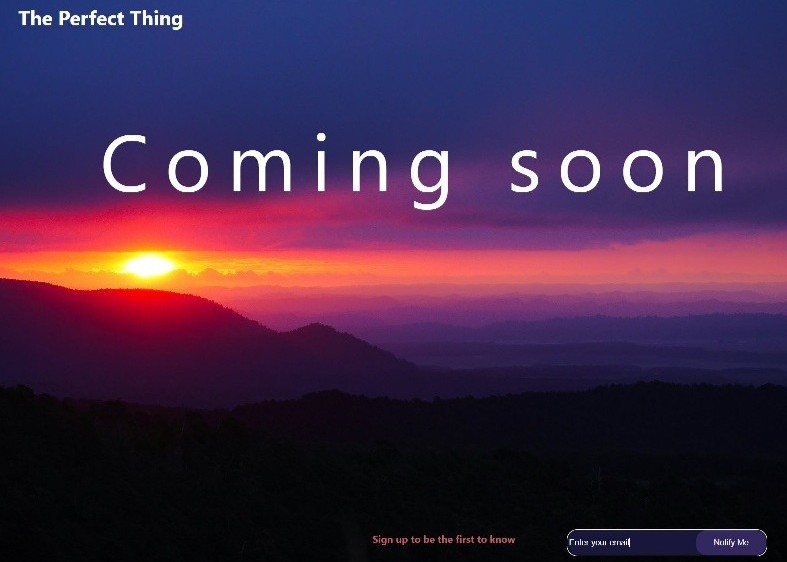 The Perfect Thing
Coming soon
Sign up to be the first to know
Enter your email
Notify Me